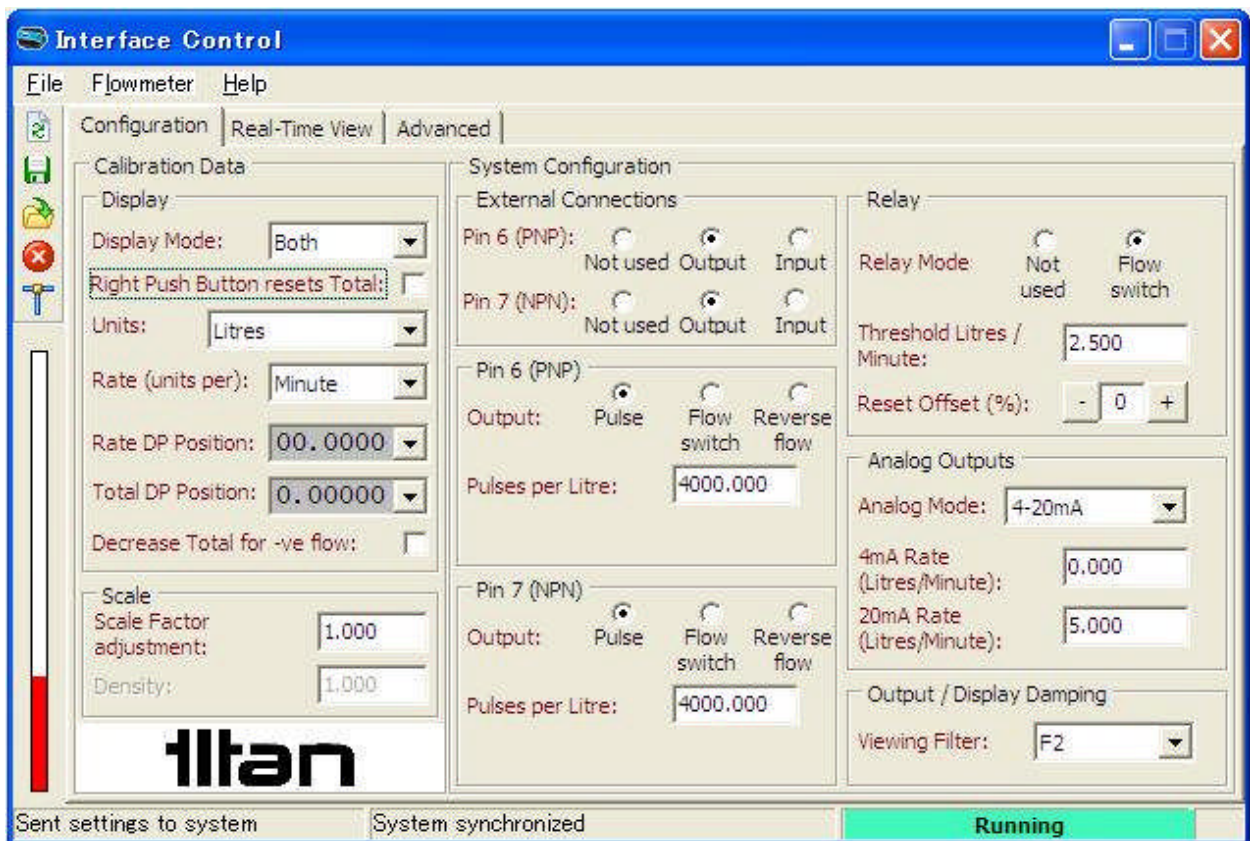 Interface Control
File Flowmeter Help
Configuration Real-Time View Advanced
Calibration Data
Display
Display Mode: Both
Right Push Button resets Total:
Units: Litres
Rate (units per): Minute
Rate DP Position: 00.0000
Total DP Position: 0.00000
Decrease Total for -ve flow:
Scale
Scale Factor
adjustment: 1.000
Density: 1.000
tItan
System Configuration
External Connections
Pin 6 (PNP):
Not used Output Input
Pin 7 (NPN):
Not used Output Input
Pin 6 (PNP)
Output: Pulse Flow Reverse
switch flow
Pulses per Litre: 4000.000
Pin 7 (NPN)
Output: Pulse Flow Reverse
switch flow
Pulses per Litre: 4000.000
Relay
Relay Mode Not Flow
used switch
Threshold Litres /
Minute: 2.500
Reset Offset (%): - 0 +
Analog Outputs
Analog Mode: 4-20mA
4mA Rate
(Litres/Minute): 0.000
20mA Rate
(Litres/Minute): 5.000
Output / Display Damping
Viewing Filter: F2
Sent settings to system System synchronized Running